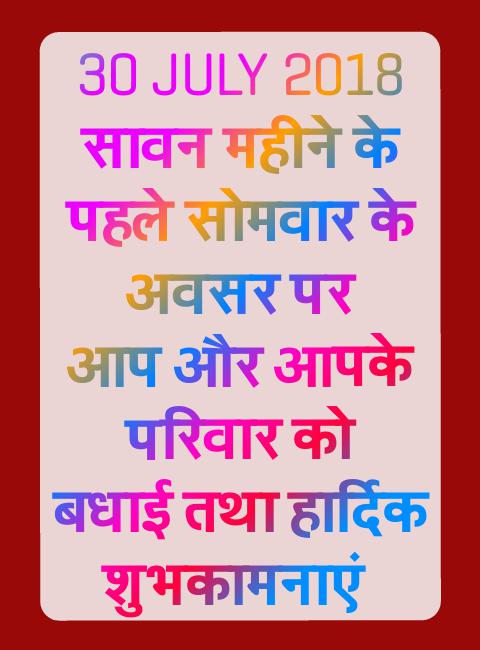 30 JULY 2018
सावन महीने के
पहले सोमवार के
अवसर पर
आप और आपके
परिवार को
बधाई तथा हार्दिक
शुभकामनाएं